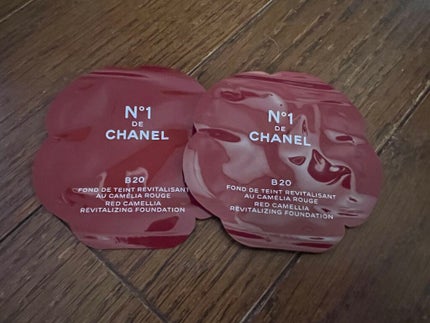 N°1
DE
CHANEL
B20
FOND DE TEINT REVITALISANT
AU CAMÉLIA ROUGE
RED CAMELLIA
REVITALIZING FOUNDATION
N°1
DE
CHANEL
B20
FOND DE TEINT REVITALISANT
AU CAMÉLIA ROUGE
RED CAMELLIA
REVITALIZING FOUNDATION